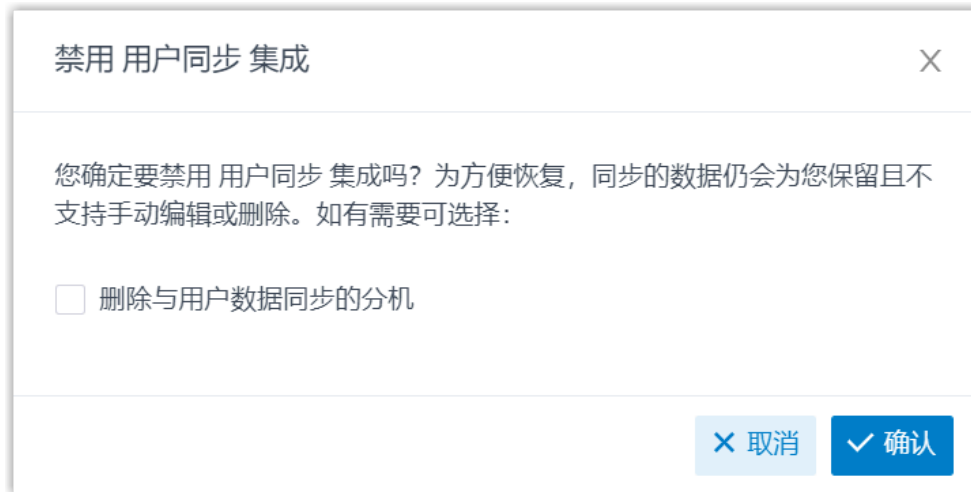 禁用 用户同步 集成
您确定要禁用 用户同步 集成吗？为方便恢复，同步的数据仍会为您保留且不
支持手动编辑或删除。如有需要可选择：
删除与用户数据同步的分机
取消
确认